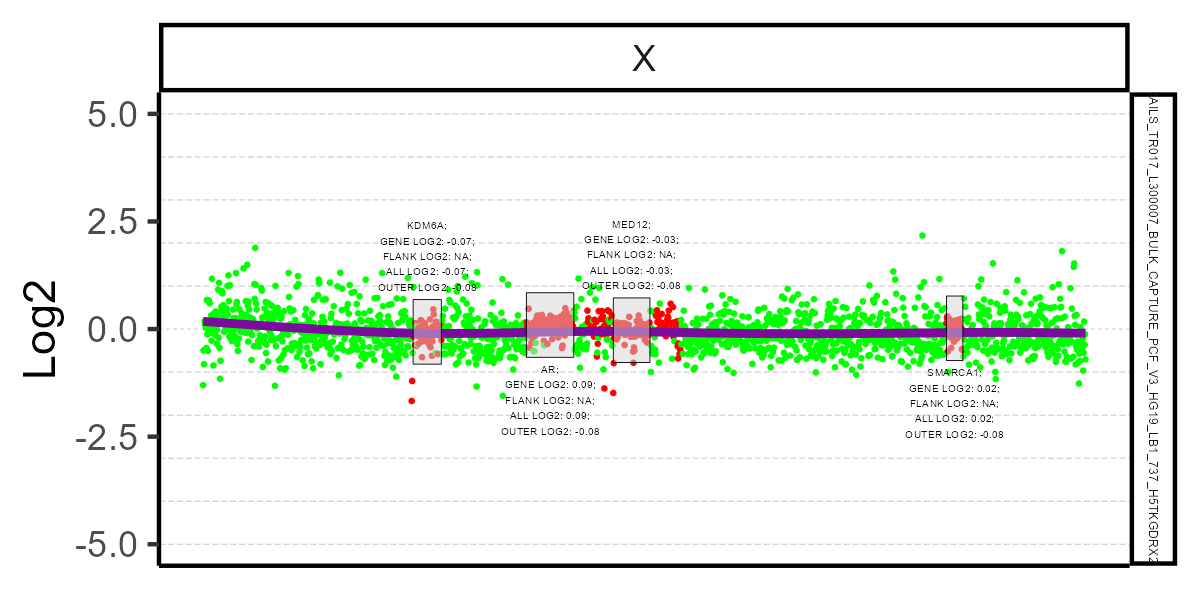 X
5.0
2.5
0.0
-2.5
-5.0
Log2
KDM6A;
GENE LOG2: -0.07;
FLANK LOG2: NA;
ALL LOG2: -0.07;
OUTER LOG2: -0.08
MED12;
GENE LOG2: -0.03;
FLANK LOG2: NA;
ALL LOG2: -0.03;
OUTER LOG2: -0.08
AR;
GENE LOG2: 0.09;
FLANK LOG2: NA;
ALL LOG2: 0.09;
OUTER LOG2: -0.08
SMARCA1;
GENE LOG2: 0.02;
FLANK LOG2: NA;
ALL LOG2: 0.02;
OUTER LOG2: -0.08
AILS_TR017_L300007_BULK_CAPTURE_PCF_V3_HG19_LB1_737_H5TKGDRX2